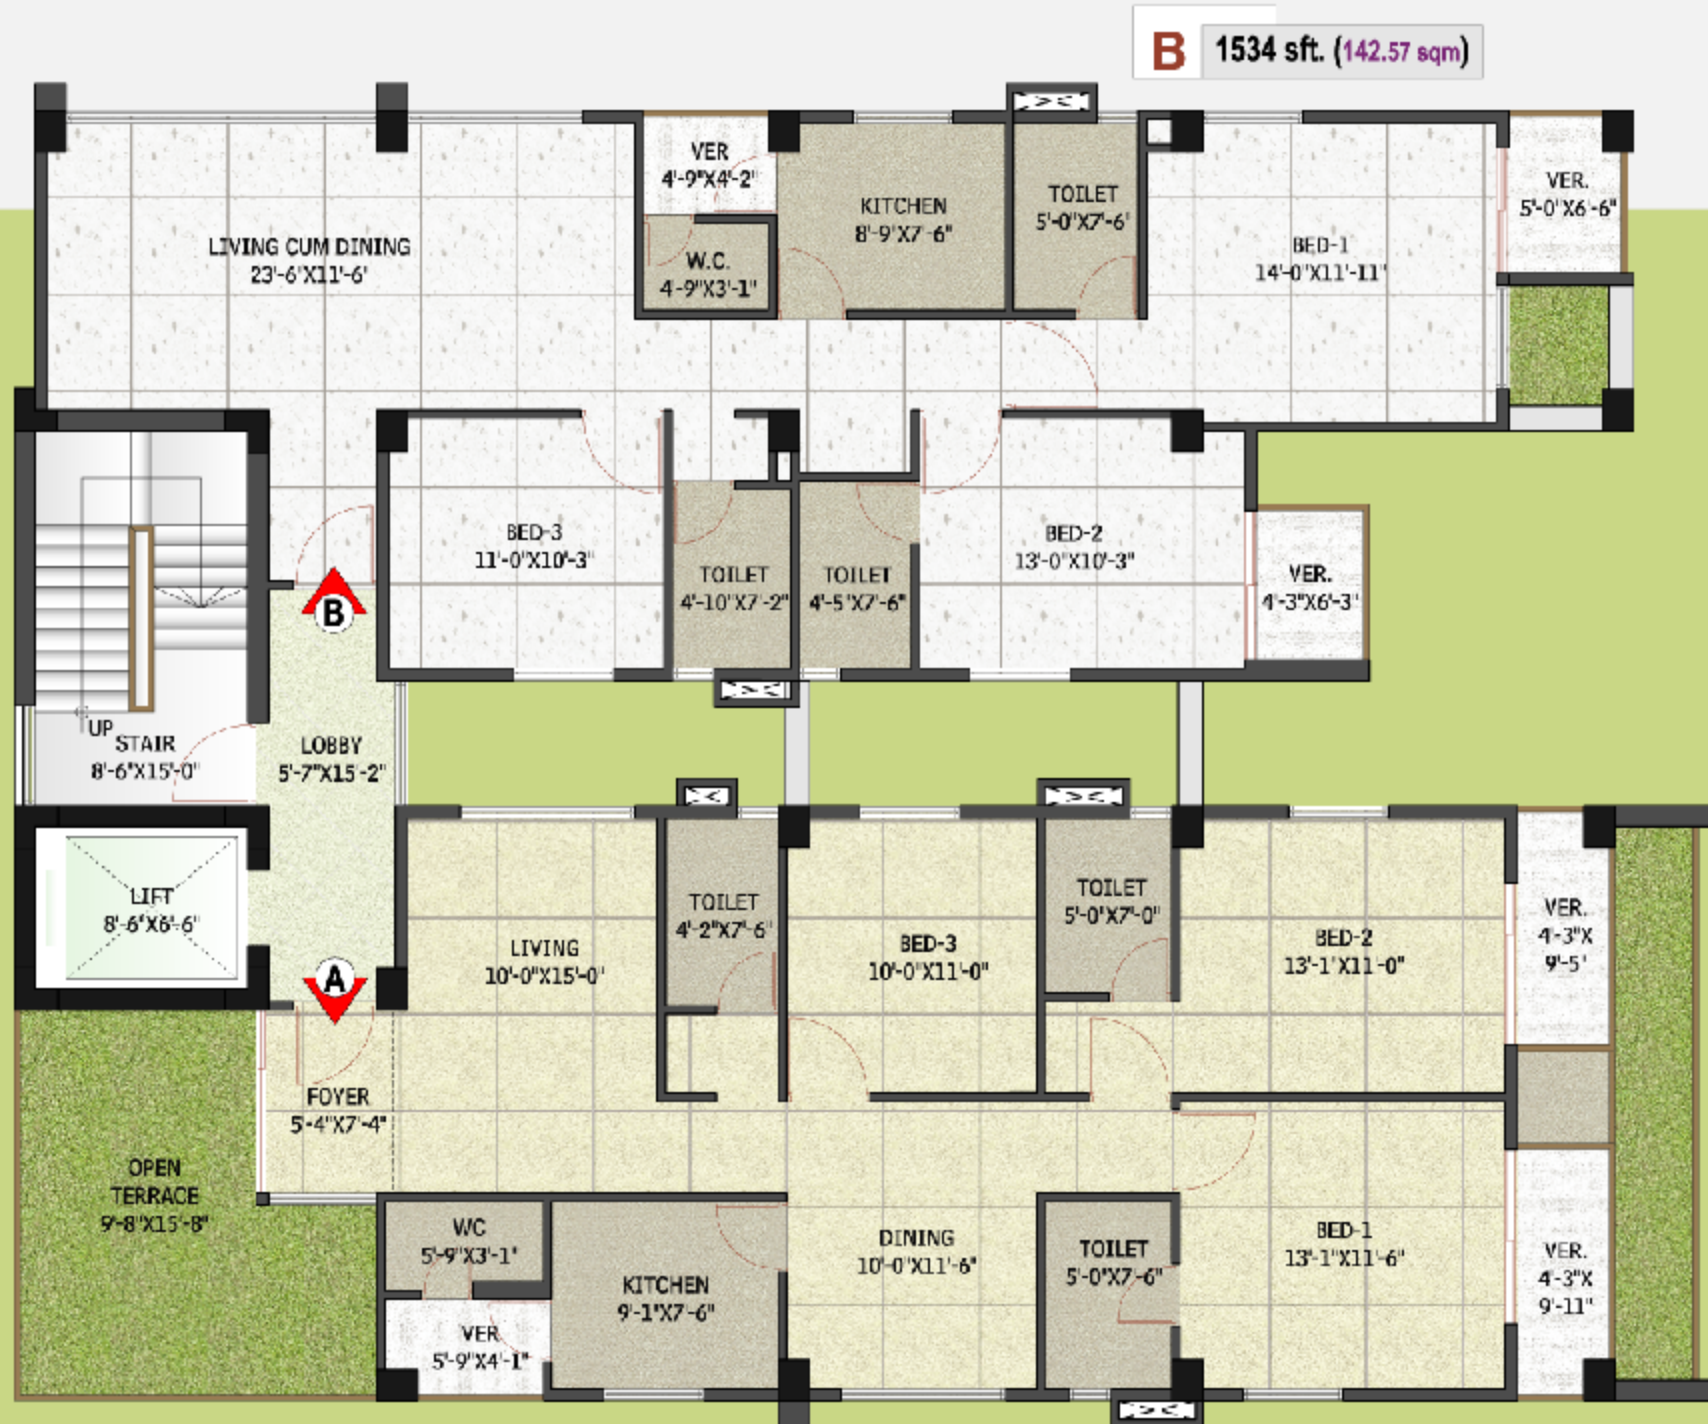 B 1534 sft. (142.57 sqm)
LIVING CUM DINING
23'-6"X11'-6'
VER
4'-9"X4'-2"
W.C.
4-9"X3'-1"
KITCHEN
8'-9'X7'-6"
TOILET
5'-0"X7'-6'
BED-1
14'-0"X11'-11"
VER.
5'-0"X6'-6"
BED-3
11'-0"X10'-3"
TOILET
4'-10"X7'-2"
TOILET
4'-5"X7'-6"
BED-2
13'-0"X10'-3"
VER.
4'-3"X6'-3"
B
UP
STAIR
8'-6"X15'-0"
LOBBY
5'-7"X15'-2"
LIFT
8'-6"X6'-6"
A
LIVING
10'-0"X15'-0"
TOILET
4'-2"X7'-6"
BED-3
10'-0"X11'-0"
TOILET
5'-0"X7'-0"
BED-2
13'-1"X11'-0"
VER.
4'-3"X
9'-5'
FOYER
5'-4"X7'-4"
OPEN
TERRACE
9'-8"X15'-8"
WC
5'-9"X3'-1'
VER
5'-9"X4'-1"
KITCHEN
9'-1"X7'-6"
DINING
10'-0"X11'-6"
TOILET
5'-0"X7'-6"
BED-1
13'-1"X11'-6"
VER.
4'-3"X
9'-11"